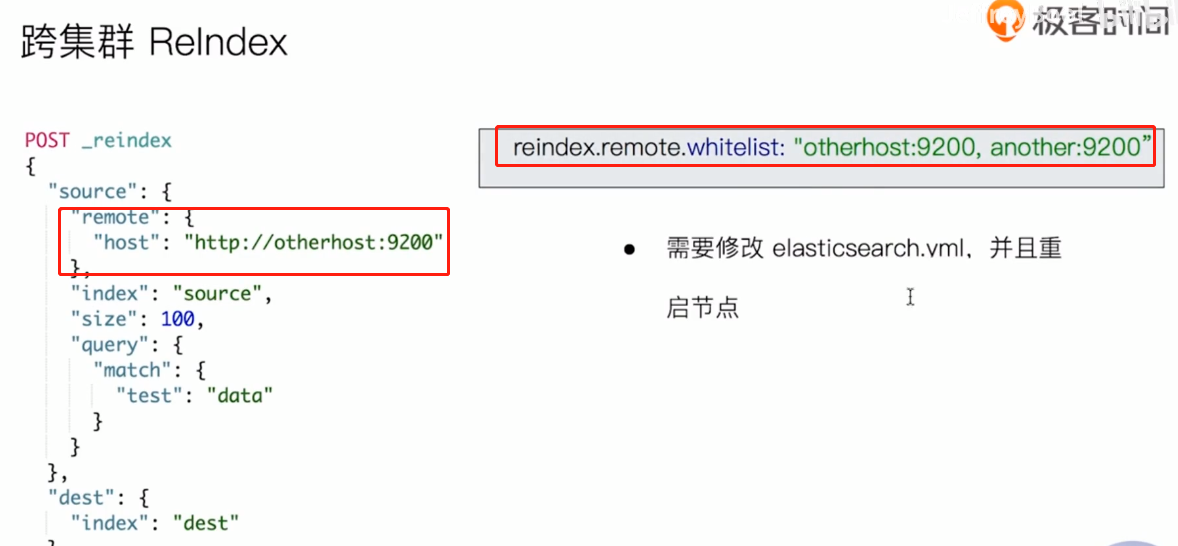 跨集群 ReIndex
极客时间
POST _reindex
{
"source": {
"remote": {
"host": "http://otherhost:9200"
},
"index": "source",
"size": 100,
"query": {
"match": {
"test": "data"
}
}
},
"dest": {
"index": "dest"
reindex.remote.whitelist: "otherhost:9200, another:9200”
● 需要修改 elasticsearch.yml，并且重
启节点